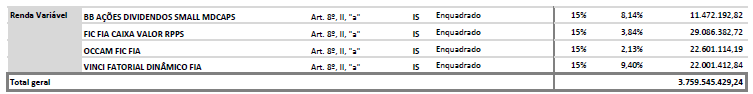 Renda Variável BB AÇÕES DIVIDENDOS SMALL MDCAPS Art. 8º, II, "a" IS Enquadrado 15% 8,14% 11.472.192,82
FIC FIA CAIXA VALOR RPPS Art. 8º, II, "a" IS Enquadrado 15% 3,84% 29.086.382,72
OCCAM FIC FIA Art. 8º, II, "a" IS Enquadrado 15% 2,13% 22.601.114,19
VINCI FATORIAL DINÂMICO FIA Art. 8º, II, "a" IS Enquadrado 15% 9,40% 22.001.412,84
Total geral 3.759.545.429,24